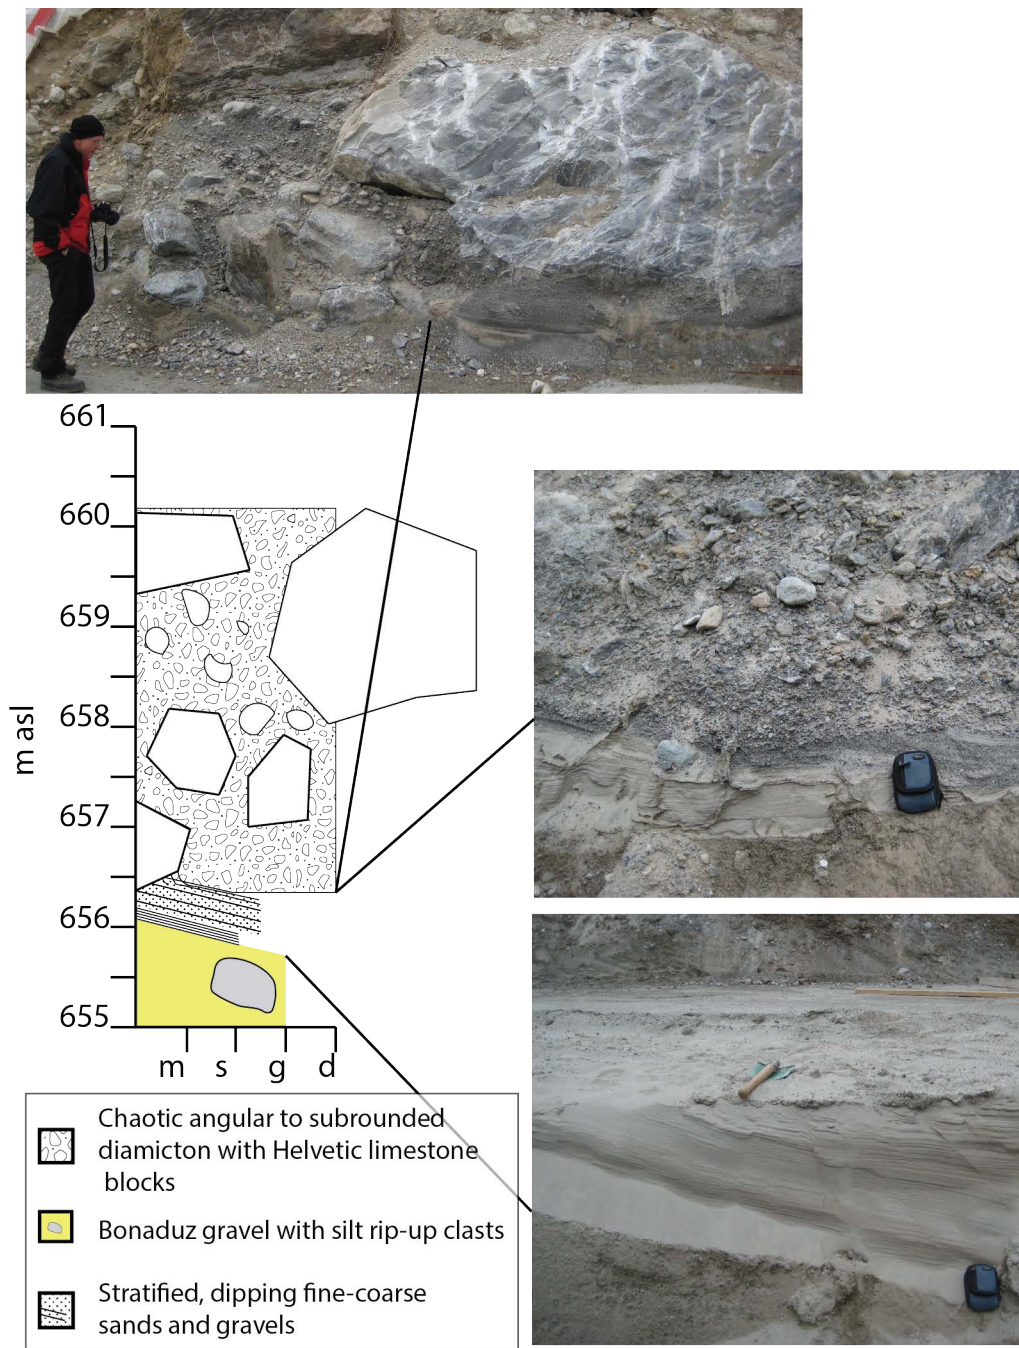 661
660
659
658
657
656
655
m asl
m s g d
Chaotic angular to subrounded
diamicton with Helvetic limestone
blocks
Bonaduz gravel with silt rip-up clasts
Stratified, dipping fine-coarse
sands and gravels